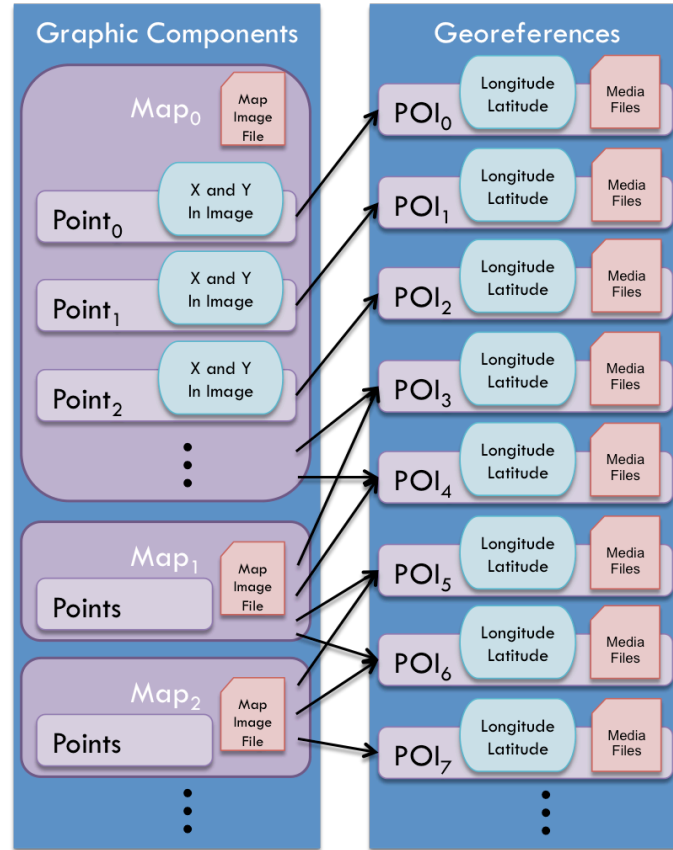 Graphic Components
Map0
Map
Image
File
Point0
X and Y
In Image
Point1
X and Y
In Image
Point2
X and Y
In Image
Map1
Map
Image
File
Points
Map2
Map
Image
File
Points
Georeferences
POI0
Longitude
Latitude
Media
Files
POI1
Longitude
Latitude
Media
Files
POI2
Longitude
Latitude
Media
Files
POI3
Longitude
Latitude
Media
Files
POI4
Longitude
Latitude
Media
Files
POI5
Longitude
Latitude
Media
Files
POI6
Longitude
Latitude
Media
Files
POI7
Longitude
Latitude
Media
Files